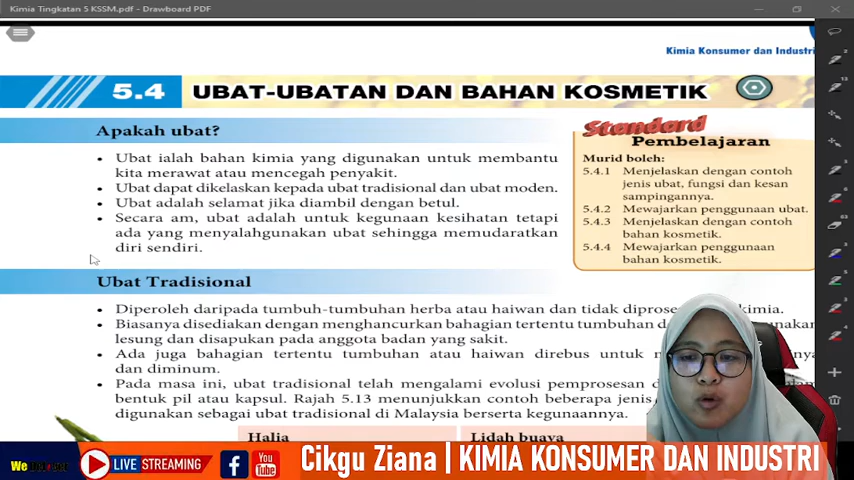 Kimia Tingkatan 5 KSSM.pdf - Drawboard PDF
Kimia Konsumer dan Industri
5.4 UBAT-UBATAN DAN BAHAN KOSMETIK
Apakah ubat?
• Ubat ialah bahan kimia yang digunakan untuk membantu
kita merawat atau mencegah penyakit.
• Ubat dapat dikelaskan kepada ubat tradisional dan ubat moden.
• Ubat adalah selamat jika diambil dengan betul.
• Secara am, ubat adalah untuk kegunaan kesihatan tetapi
ada yang menyalahgunakan ubat sehingga memudaratkan
diri sendiri.
Standard
Pembelajaran
Murid boleh:
5.4.1 Menjelaskan dengan contoh
jenis ubat, fungsi dan kesan
sampingannya.
5.4.2 Mewajarkan penggunaan ubat.
5.4.3 Menjelaskan dengan contoh
bahan kosmetik.
5.4.4 Mewajarkan penggunaan
bahan kosmetik.
Ubat Tradisional
• Diperoleh daripada tumbuh-tumbuhan herba atau haiwan dan tidak kimia.
• Biasanya disediakan dengan menghancurkan bahagian tertentu tumbuhan
lesung dan disapukan pada anggota badan yang sakit.
• Ada juga bahagian tertentu tumbuhan atau haiwan direbus untuk
dan diminum.
• Pada masa ini, ubat tradisional telah mengalami evolusi pemprosesan
bentuk pil atau kapsul. Rajah 5.13 menunjukkan contoh beberapa
digunakan sebagai ubat tradisional di Malaysia berserta kegunaannya.
Halia
Lidah buaya
LIVE STREAMING
You Tube
Cikgu Ziana | KIMIA KONSUMER DAN INDUSTRI